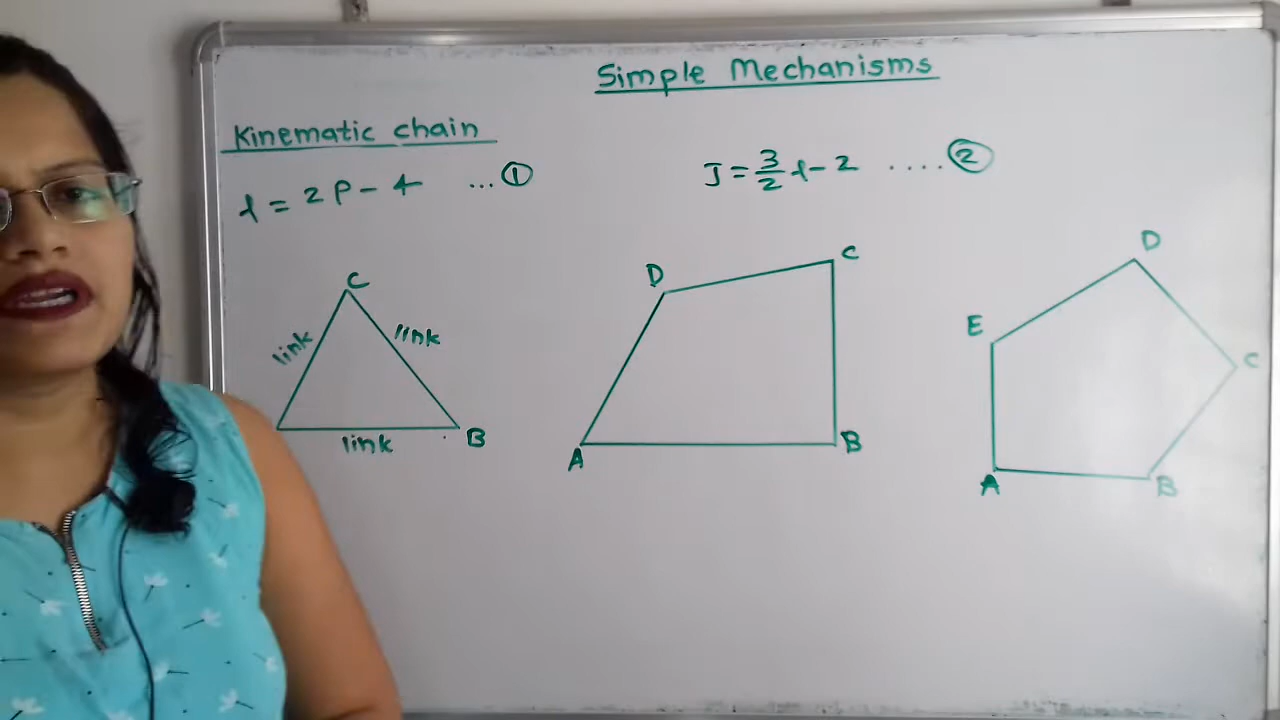 Simple Mechanisms
Kinematic chain
l = 2P - 4 ... ①
J = 3/2 l - 2 .... ②
C
link
link
link
B
D
C
A
B
D
E
C
A
B